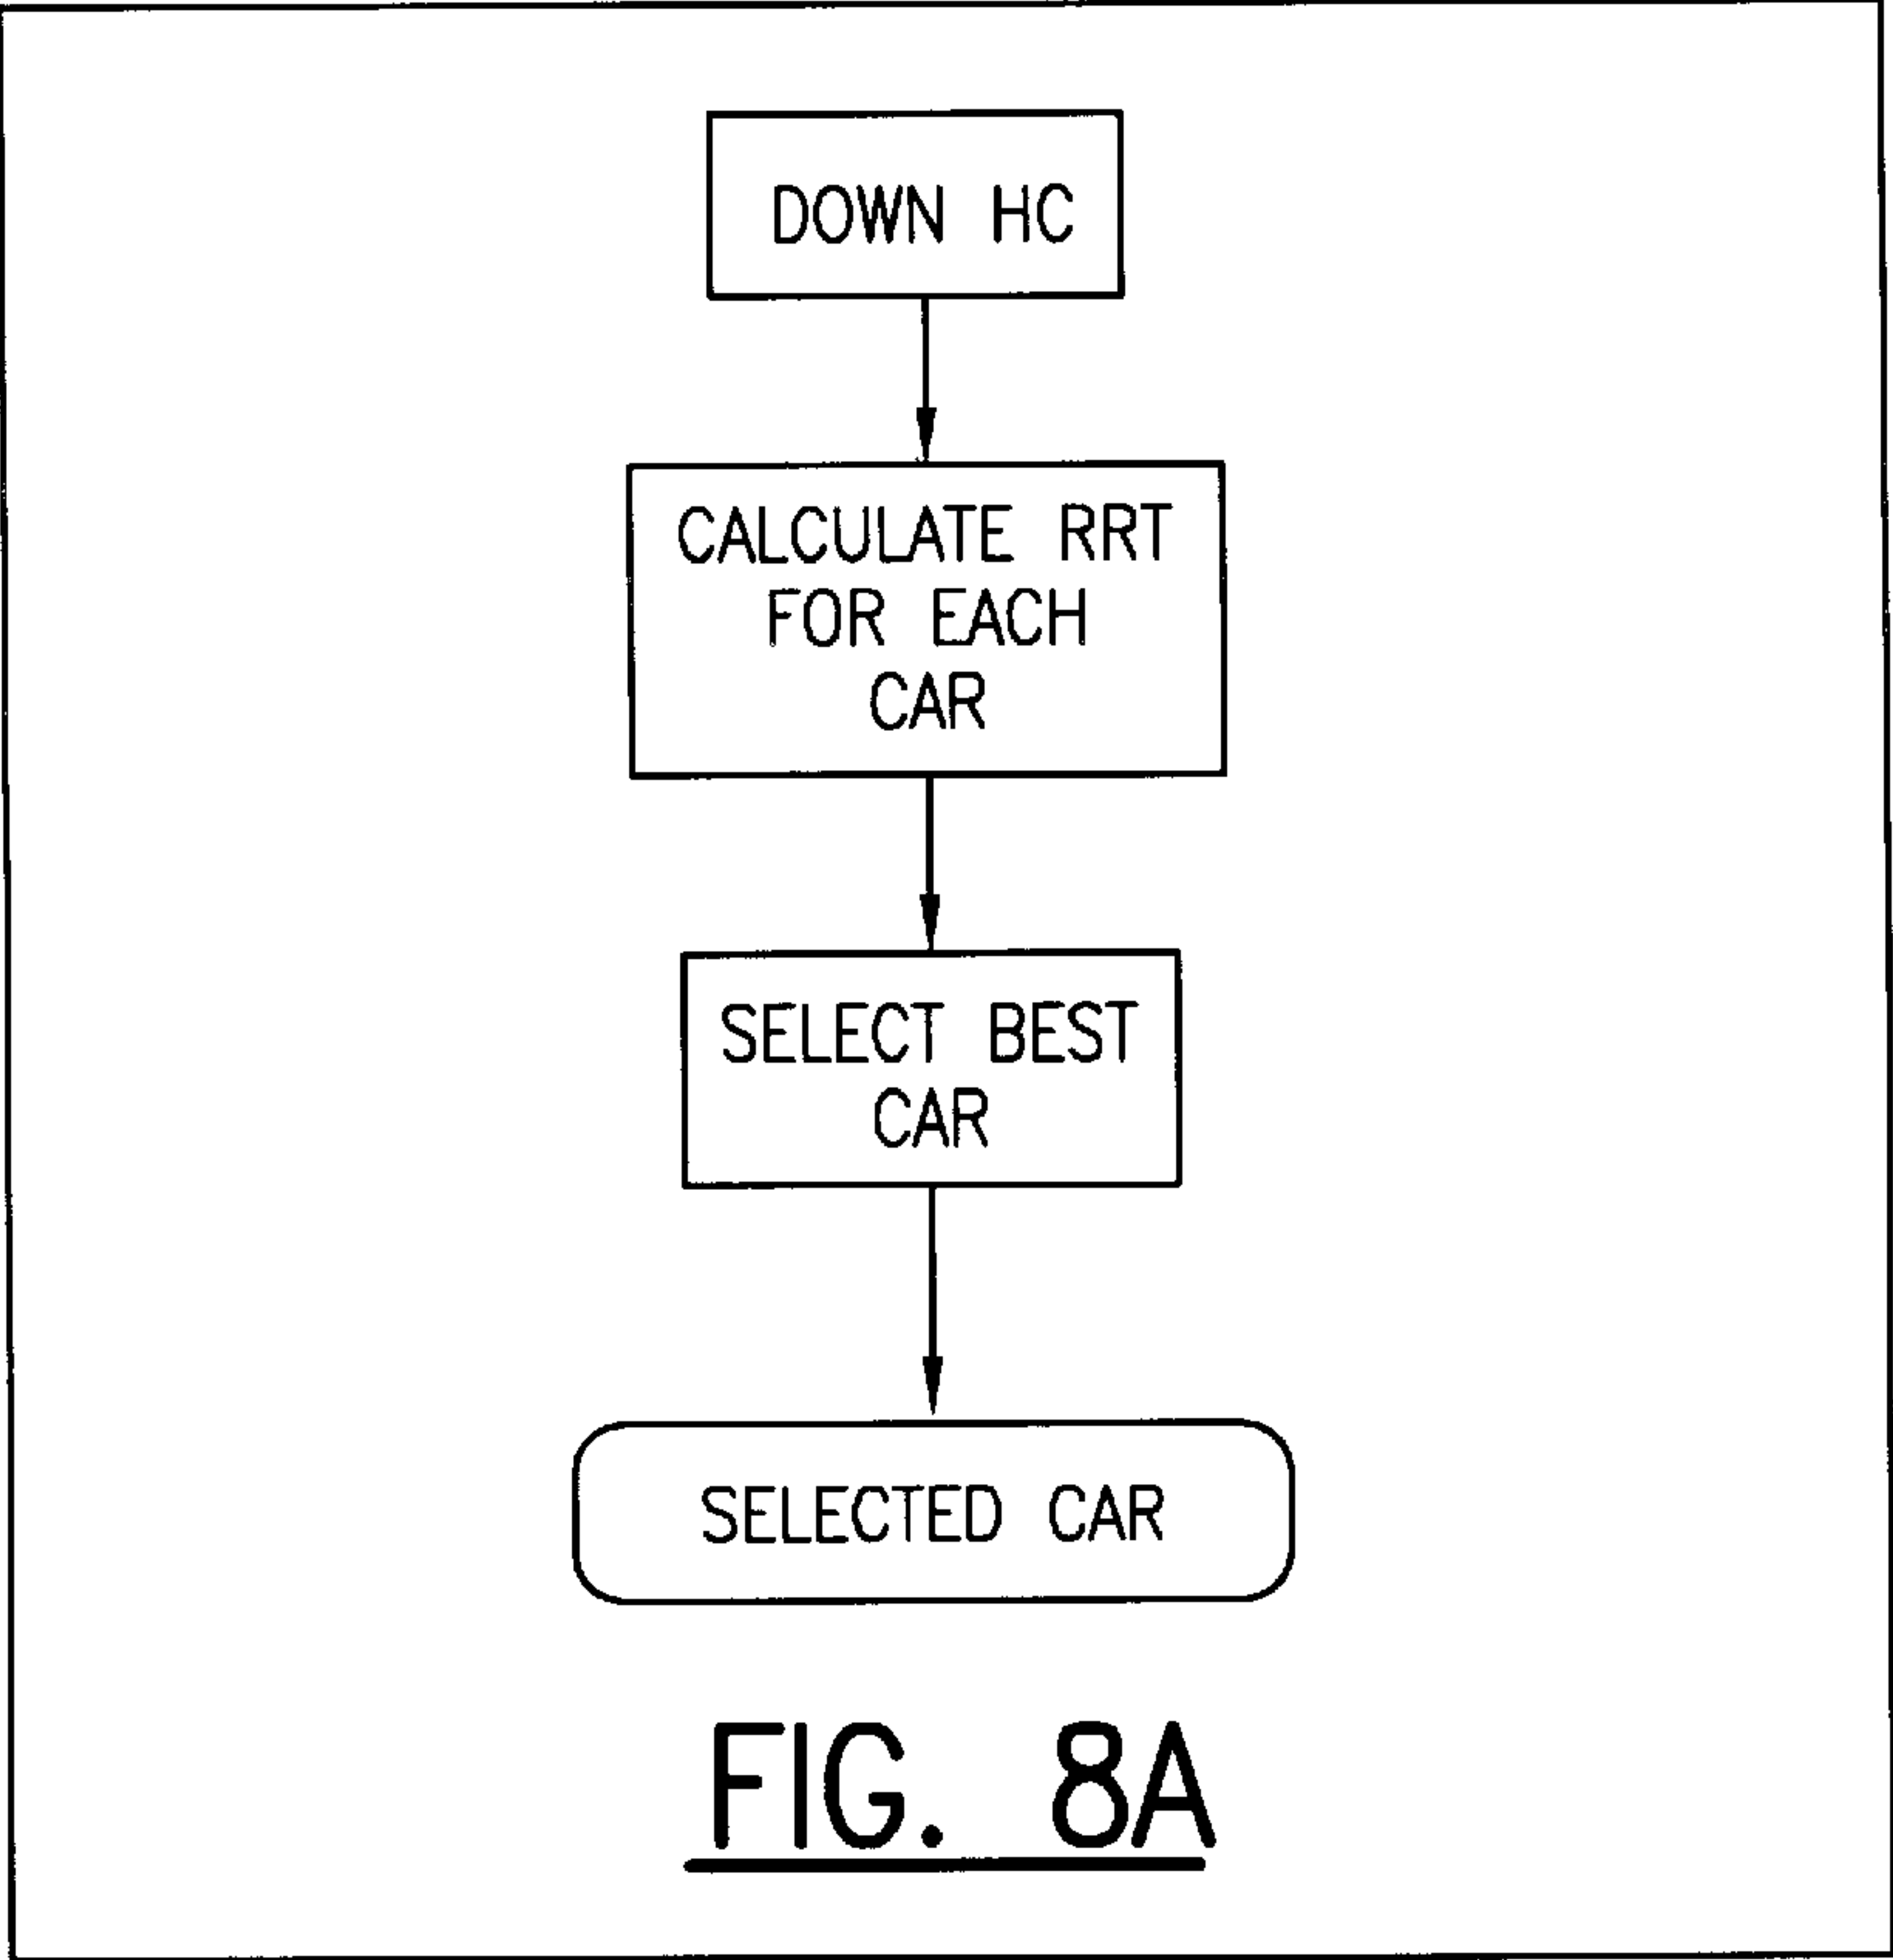 DOWN HC
CALCULATE RRT
FOR EACH
CAR
SELECT BEST
CAR
SELECTED CAR
FIG. 8A